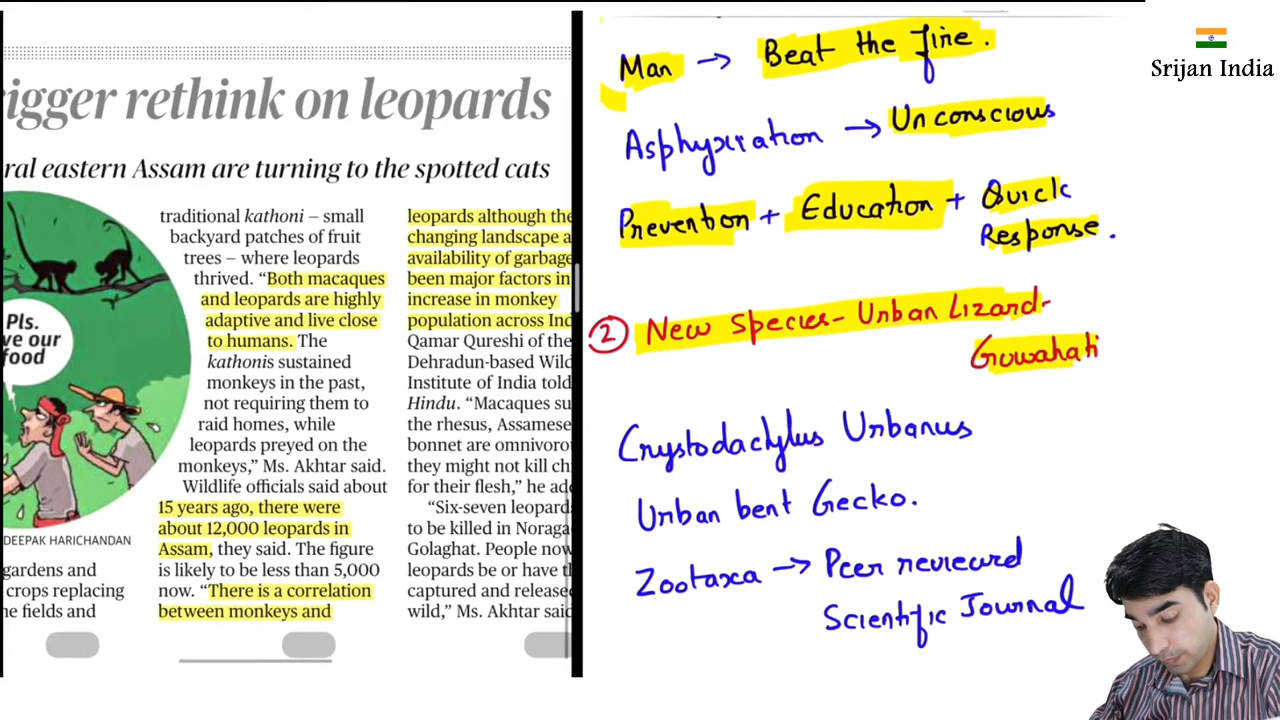 rigger rethink on leopards
ral eastern Assam are turning to the spotted cats
Pls.
ve our
food
DEEPAK HARICHANDAN
gardens and
crops replacing
e fields and
traditional kathoni – small
backyard patches of fruit
trees – where leopards
thrived. “Both macaques
and leopards are highly
adaptive and live close
to humans. The
kathonis sustained
monkeys in the past,
not requiring them to
raid homes, while
leopards preyed on the
monkeys,” Ms. Akhtar said.
Wildlife officials said about
15 years ago, there were
about 12,000 leopards in
Assam, they said. The figure
is likely to be less than 5,000
now. “There is a correlation
between monkeys and
leopards although the
changing landscape a
availability of garbage
been major factors in
increase in monkey
population across Ind
Qamar Qureshi of the
Dehradun-based Wild
Institute of India told
Hindu. “Macaques su
the rhesus, Assamese
bonnet are omnivoro
they might not kill ch
for their flesh,” he ad
“Six-seven leopard
to be killed in Noraga
Golaghat. People now
leopards be or have t
captured and release
wild,” Ms. Akhtar said
Man → Beat the fire.
Asphyxiation → Unconscious
Prevention + Education + Quick
Response.
2 New Species - Urban Lizard -
Guwahati
Crystodactylus Urbanus
Urban bent Gecko.
Zootaxa → Peer reviewed
Scientific Journal
Srijan India